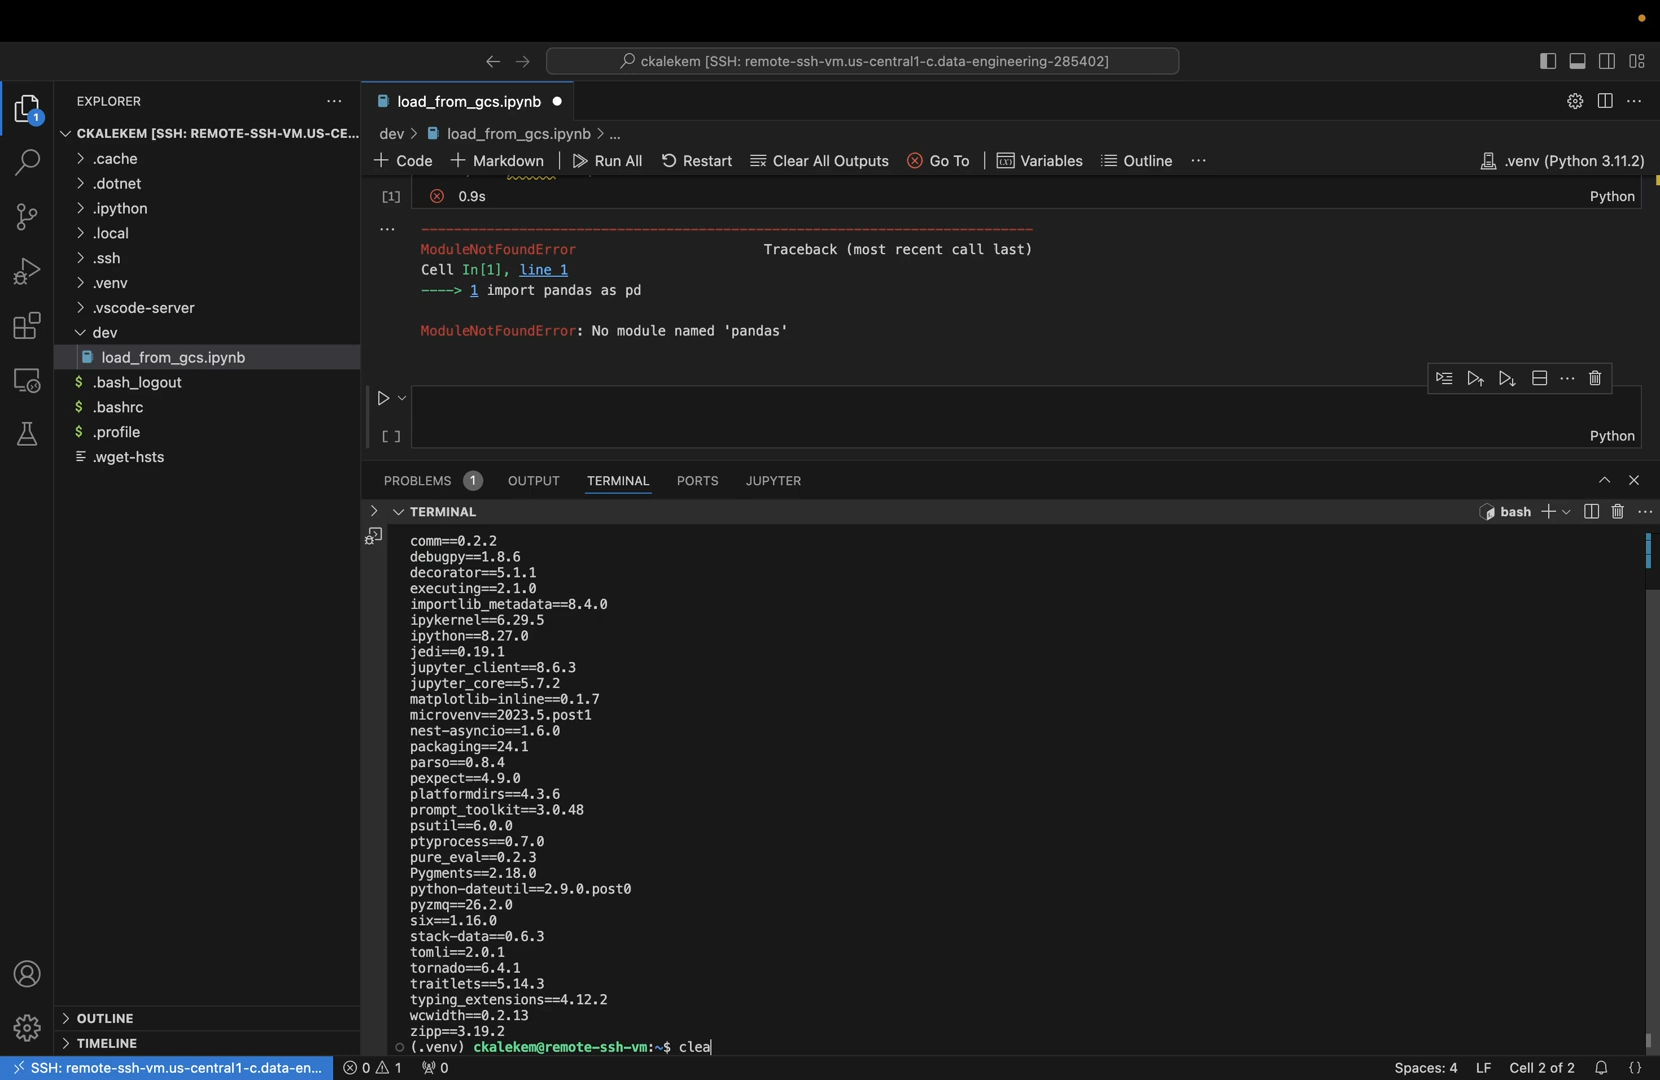 ckalekem [SSH: remote-ssh-vm.us-central1-c.data-engineering-285402]
EXPLORER
CKALEKEM [SSH: REMOTE-SSH-VM.US-CE...
.cache
.dotnet
.ipython
.local
.ssh
.venv
.vscode-server
dev
load_from_gcs.ipynb
$ .bash_logout
$ .bashrc
$ .profile
.wget-hsts
OUTLINE
TIMELINE
1
load_from_gcs.ipynb
dev > load_from_gcs.ipynb > ...
+ Code + Markdown | Run All Restart Clear All Outputs Go To | Variables Outline ... .venv (Python 3.11.2)
[1] 0.9s Python
ModuleNotFoundError Traceback (most recent call last)
Cell In[1], line 1
----> 1 import pandas as pd
ModuleNotFoundError: No module named 'pandas'
[ ] Python
PROBLEMS 1 OUTPUT TERMINAL PORTS JUPYTER
TERMINAL bash
comm==0.2.2
debugpy==1.8.6
decorator==5.1.1
executing==2.1.0
importlib_metadata==8.4.0
ipykernel==6.29.5
ipython==8.27.0
jedi==0.19.1
jupyter_client==8.6.3
jupyter_core==5.7.2
matplotlib-inline==0.1.7
microvenv==2023.5.post1
nest-asyncio==1.6.0
packaging==24.1
parso==0.8.4
pexpect==4.9.0
platformdirs==4.3.6
prompt_toolkit==3.0.48
psutil==6.0.0
ptyprocess==0.7.0
pure_eval==0.2.3
Pygments==2.18.0
python-dateutil==2.9.0.post0
pyzmq==26.2.0
six==1.16.0
stack-data==0.6.3
tomli==2.0.1
tornado==6.4.1
traitlets==5.14.3
typing_extensions==4.12.2
wcwidth==0.2.13
zipp==3.19.2
(.venv) ckalekem@remote-ssh-vm:~$ clea
SSH: remote-ssh-vm.us-central1-c.data-en... 0 1 0 Spaces: 4 LF Cell 2 of 2 {}